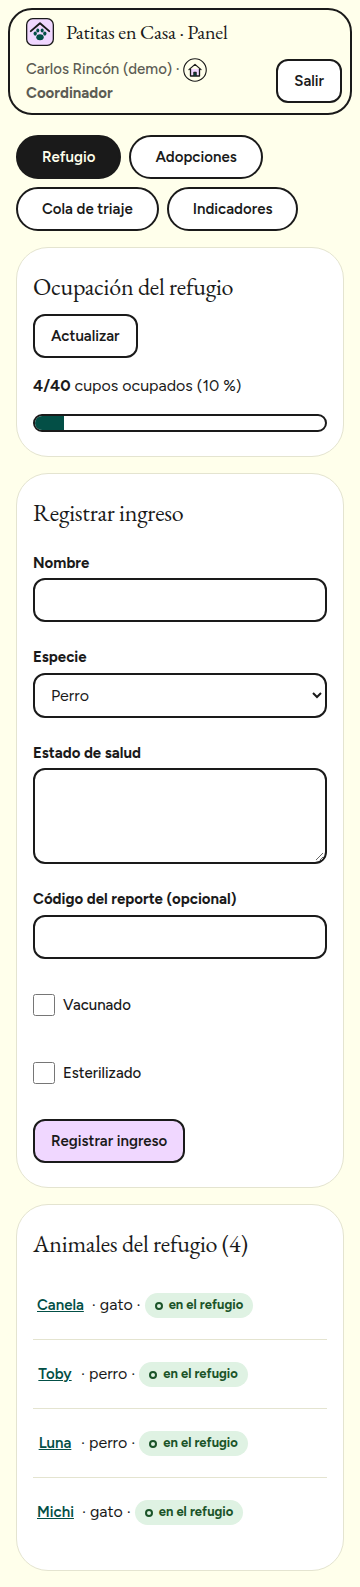 Patitas en Casa · Panel
Carlos Rincón (demo) ·
Coordinador
Salir
Refugio
Adopciones
Cola de triaje
Indicadores
Ocupación del refugio
Actualizar
4/40 cupos ocupados (10 %)
Registrar ingreso
Nombre
Especie
Perro
Estado de salud
Código del reporte (opcional)
Vacunado
Esterilizado
Registrar ingreso
Animales del refugio (4)
Canela · gato · en el refugio
Toby · perro · en el refugio
Luna · perro · en el refugio
Michi · gato · en el refugio